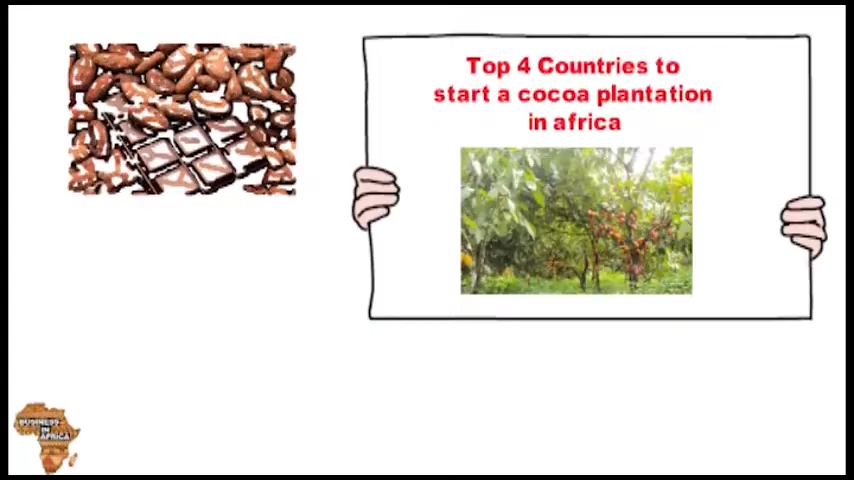 Top 4 Countries to
start a cocoa plantation
in africa
BUSINESS
IN
AFRICA